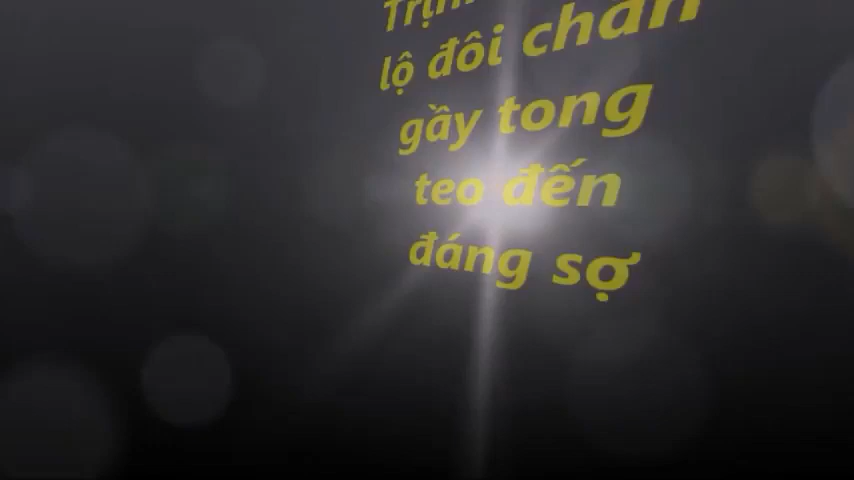 lộ đôi chân
gầy tong
teo đến
đáng sợ